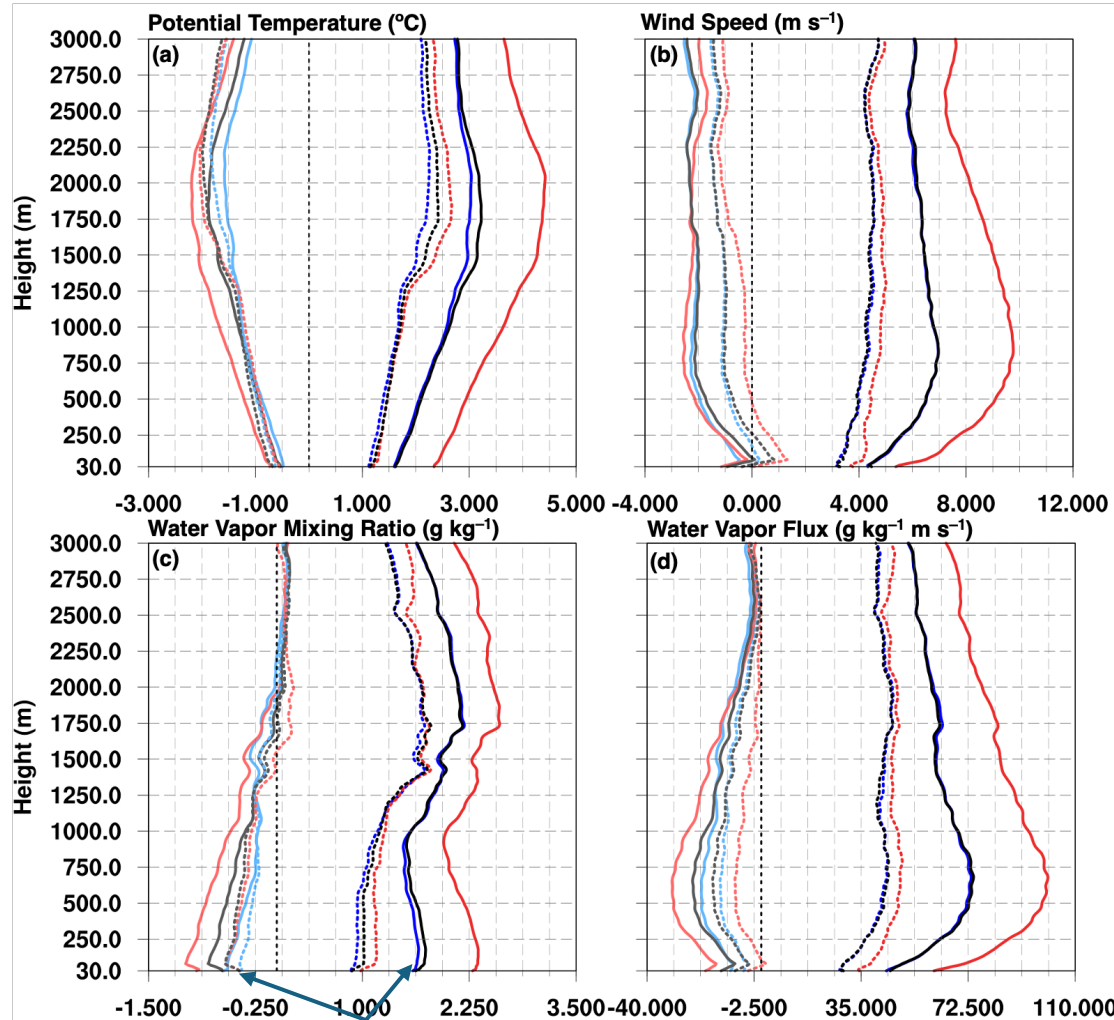 Potential Temperature (ºC)
Wind Speed (m s⁻¹)
3000.0
2750.0
2500.0
2250.0
2000.0
1750.0
1500.0
1250.0
1000.0
750.0
500.0
250.0
30.0
Height (m)
(a)
(b)
-3.000 -1.000 1.000 3.000 5.000
-4.000 0.000 4.000 8.000 12.000
Water Vapor Mixing Ratio (g kg⁻¹)
Water Vapor Flux (g kg⁻¹ m s⁻¹)
3000.0
2750.0
2500.0
2250.0
2000.0
1750.0
1500.0
1250.0
1000.0
750.0
500.0
250.0
30.0
Height (m)
(c)
(d)
-1.500 -0.250 1.000 2.250 3.500
-40.000 -2.500 35.000 72.500 110.000